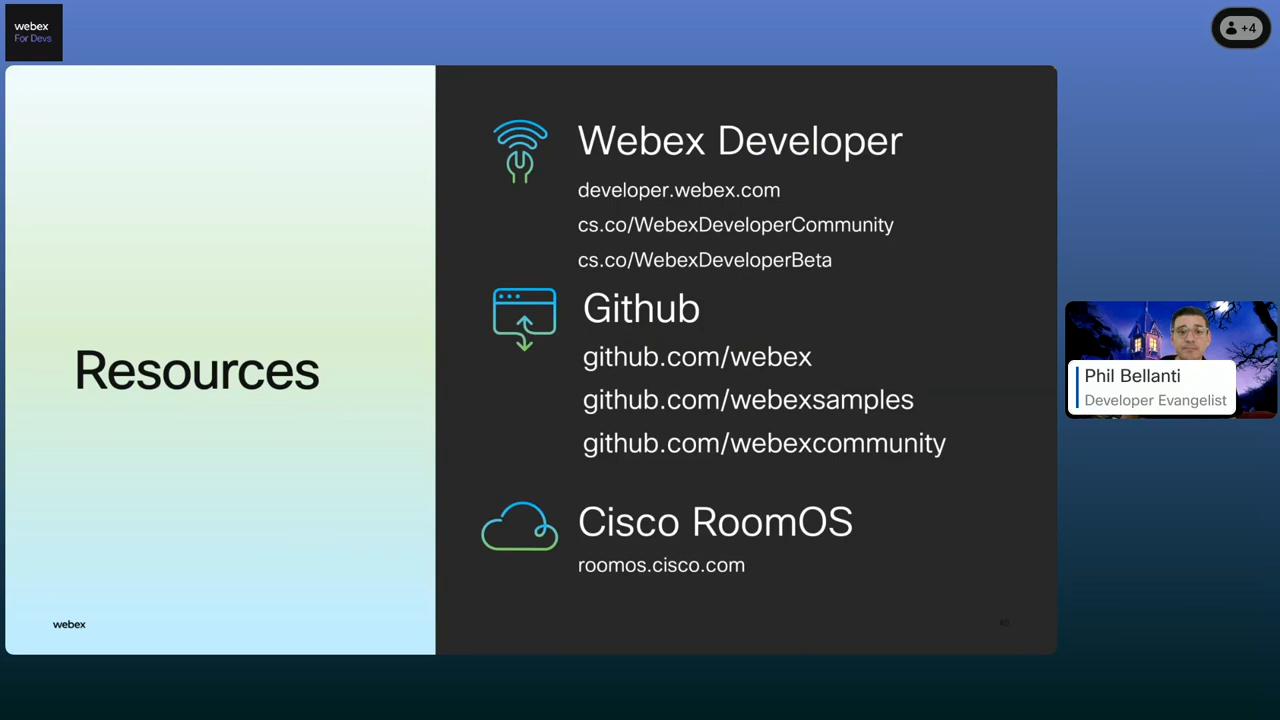 webex
For Devs
+4
Resources
webex
Webex Developer
developer.webex.com
cs.co/WebexDeveloperCommunity
cs.co/WebexDeveloperBeta
Github
github.com/webex
github.com/webexsamples
github.com/webexcommunity
Cisco RoomOS
roomos.cisco.com
Phil Bellanti
Developer Evangelist